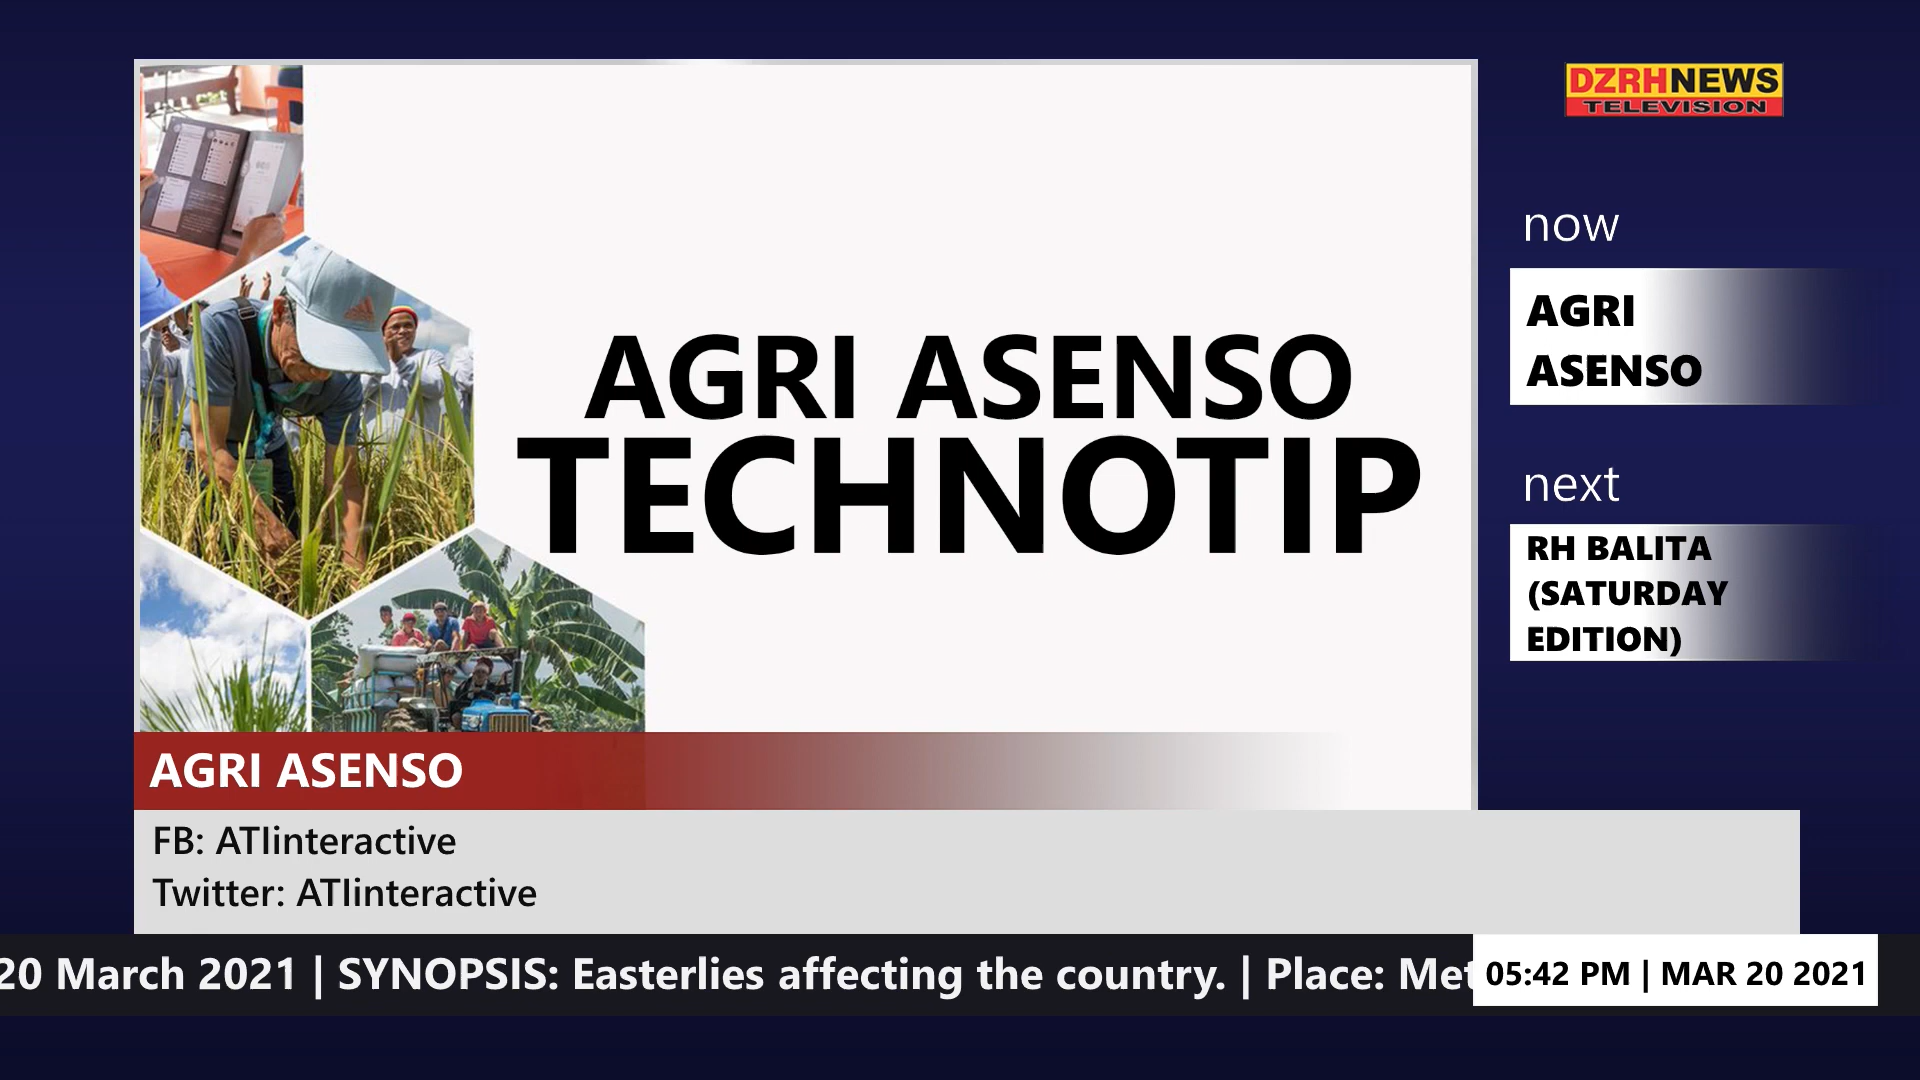 DZRHNEWS
TELEVISION
now
AGRI
ASENSO
next
RH BALITA
(SATURDAY
EDITION)
AGRI ASENSO
TECHNOTIP
AGRI ASENSO
FB: ATIinteractive
Twitter: ATIinteractive
20 March 2021 | SYNOPSIS: Easterlies affecting the country. | Place: Met
05:42 PM | MAR 20 2021